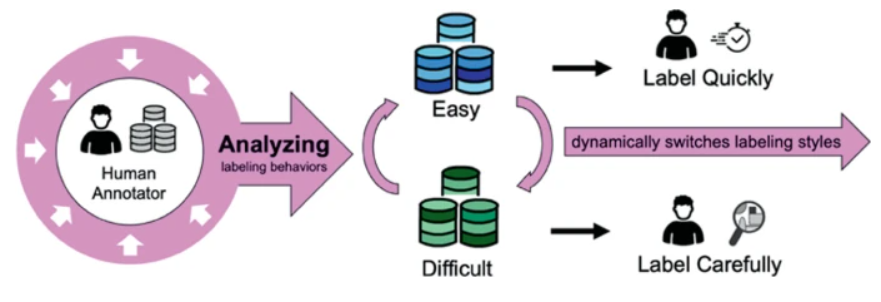 Human
Annotator
Analyzing
labeling behaviors
Easy
Difficult
Label Quickly
dynamically switches labeling styles
Label Carefully